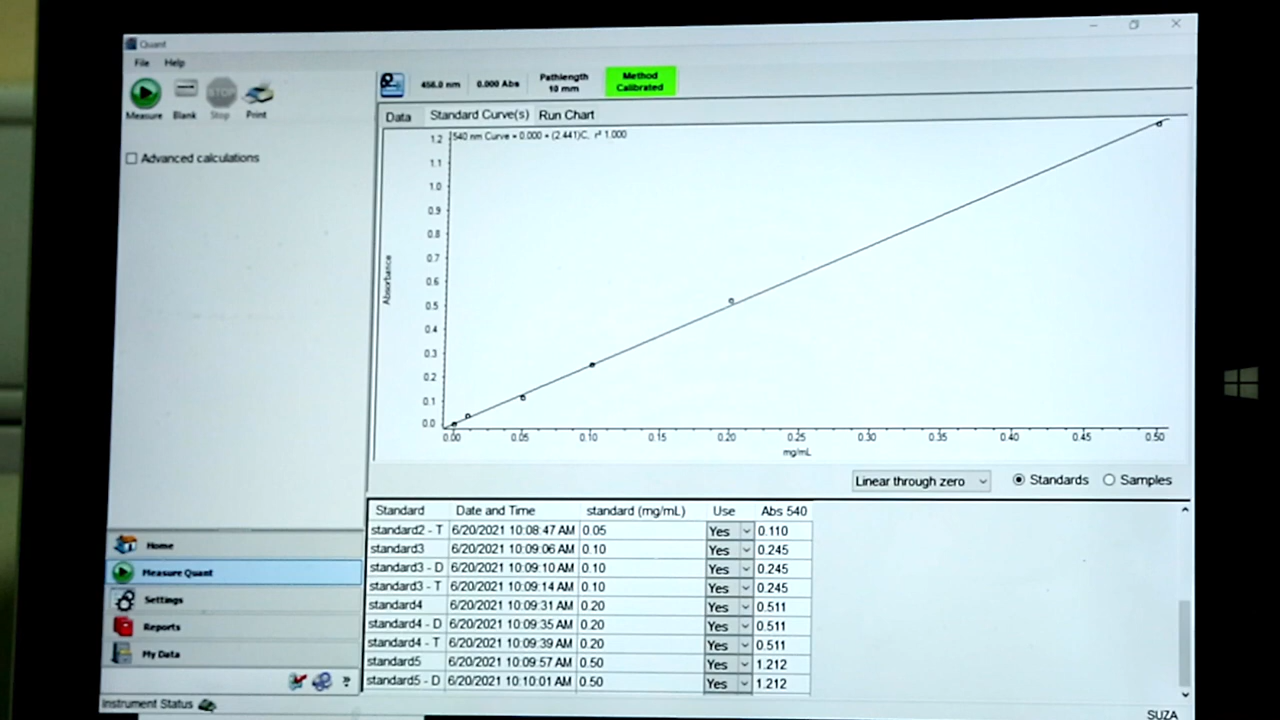 Quant
File Help
Measure Blank Stop Print
STOP
456.0 nm 0.000 Abs Pathlength 10 mm Method Calibrated
Advanced calculations
Data Standard Curve(s) Run Chart
540 nm Curve = 0.000 + (2.441)C, r² 1.000
1.2
1.1
1.0
0.9
0.8
0.7
0.6
0.5
0.4
0.3
0.2
0.1
0.0
Absorbance
0.00 0.05 0.10 0.15 0.20 0.25 0.30 0.35 0.40 0.45 0.50
mg/mL
Linear through zero Standards Samples
Standard Date and Time standard (mg/mL) Use Abs 540
standard2 - T 6/20/2021 10:08:47 AM 0.05 Yes 0.110
standard3 6/20/2021 10:09:06 AM 0.10 Yes 0.245
standard3 - D 6/20/2021 10:09:10 AM 0.10 Yes 0.245
standard3 - T 6/20/2021 10:09:14 AM 0.10 Yes 0.245
standard4 6/20/2021 10:09:31 AM 0.20 Yes 0.511
standard4 - D 6/20/2021 10:09:35 AM 0.20 Yes 0.511
standard4 - T 6/20/2021 10:09:39 AM 0.20 Yes 0.511
standard5 6/20/2021 10:09:57 AM 0.50 Yes 1.212
standard5 - D 6/20/2021 10:10:01 AM 0.50 Yes 1.212
Home
Measure Quant
Settings
Reports
My Data
Instrument Status
SUZA